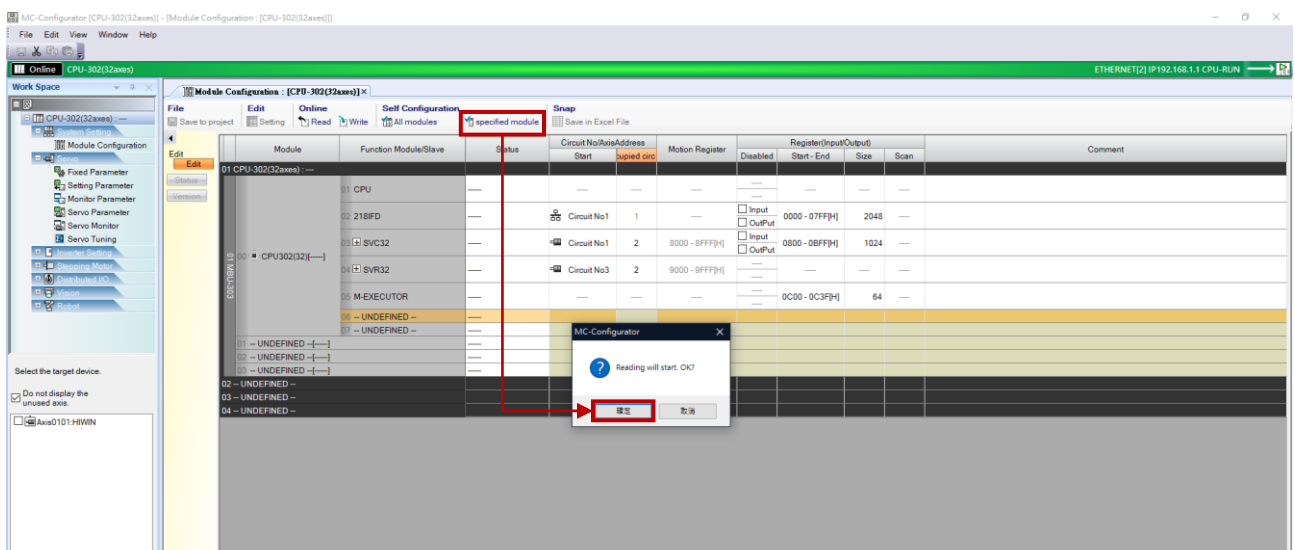 MC-Configurator [CPU-302(32axes)] - [Module Configuration : [CPU-302(32axes)]]
File Edit View Window Help
Online CPU-302(32axes) ETHERNET[2] IP192.168.1.1 CPU-RUN
Work Space
Module Configuration : [CPU-302(32axes)] ×
File Edit Online Self Configuration Snap
Save to project Setting Read Write All modules specified module Save in Excel File
CPU-302(32axes) : ---
System Setting
Module Configuration
Servo
Fixed Parameter
Setting Parameter
Monitor Parameter
Servo Parameter
Servo Monitor
Servo Tuning
Inverter Setting
Stepping Motor
Distributed I/O
Vision
Robot
Select the target device.
Do not display the
unused axis.
Axis0101:HIWIN
Edit
Edit
Status
Version
Module Function Module/Slave Status Circuit No/AxisAddress Motion Register Register(Input/Output) Comment
Start upied circ Disabled Start - End Size Scan
01 CPU-302(32axes) : ---
01 MBU-303
00 CPU302(32)[----]
01 CPU ----- ---- ---- ---- ---- ---- ---- ----
02 218IFD ----- Circuit No1 1 ---- Input OutPut 0000 - 07FF[H] 2048 ----
03 SVC32 ----- Circuit No1 2 8000 - 8FFF[H] Input OutPut 0800 - 0BFF[H] 1024 ----
04 SVR32 ----- Circuit No3 2 9000 - 9FFF[H] ---- ---- ---- ----
05 M-EXECUTOR ----- ---- ---- ---- ---- 0C00 - 0C3F[H] 64 ----
06 -- UNDEFINED -- -----
07 -- UNDEFINED -- -----
01 -- UNDEFINED --[----] -----
02 -- UNDEFINED --[----] -----
03 -- UNDEFINED --[----] -----
02 -- UNDEFINED --
03 -- UNDEFINED --
04 -- UNDEFINED --
MC-Configurator
Reading will start. OK?
確定 取消